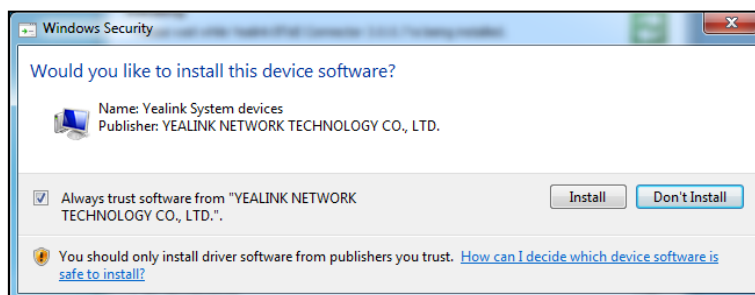 Windows Security
Would you like to install this device software?
Name: Yealink System devices
Publisher: YEALINK NETWORK TECHNOLOGY CO., LTD.
Always trust software from "YEALINK NETWORK
TECHNOLOGY CO., LTD.".
Install
Don't Install
You should only install driver software from publishers you trust. How can I decide which device software is
safe to install?